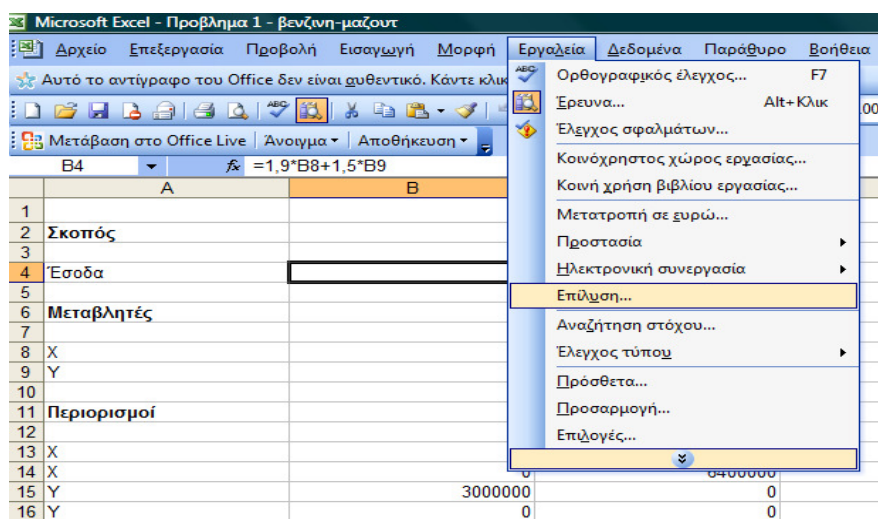 Microsoft Excel - Προβλημα 1 - βενζινη-μαζουτ
Αρχείο Επεξεργασία Προβολή Εισαγωγή Μορφή Εργαλεία Δεδομένα Παράθυρο Βοήθεια
Αυτό το αντίγραφο του Office δεν είναι αυθεντικό. Κάντε κλικ
Μετάβαση στο Office Live Άνοιγμα Αποθήκευση
B4 fx =1,9*B8+1,5*B9
A B
1
2 Σκοπός
3
4 Έσοδα
5
6 Μεταβλητές
7
8 X
9 Y
10
11 Περιορισμοί
12
13 X
14 X 0 6400000
15 Y 3000000 0
16 Y 0 0
Ορθογραφικός έλεγχος... F7
Έρευνα... Alt+Κλικ
Έλεγχος σφαλμάτων...
Κοινόχρηστος χώρος εργασίας...
Κοινή χρήση βιβλίου εργασίας...
Μετατροπή σε ευρώ...
Προστασία
Ηλεκτρονική συνεργασία
Επίλυση...
Αναζήτηση στόχου...
Έλεγχος τύπου
Πρόσθετα...
Προσαρμογή...
Επιλογές...